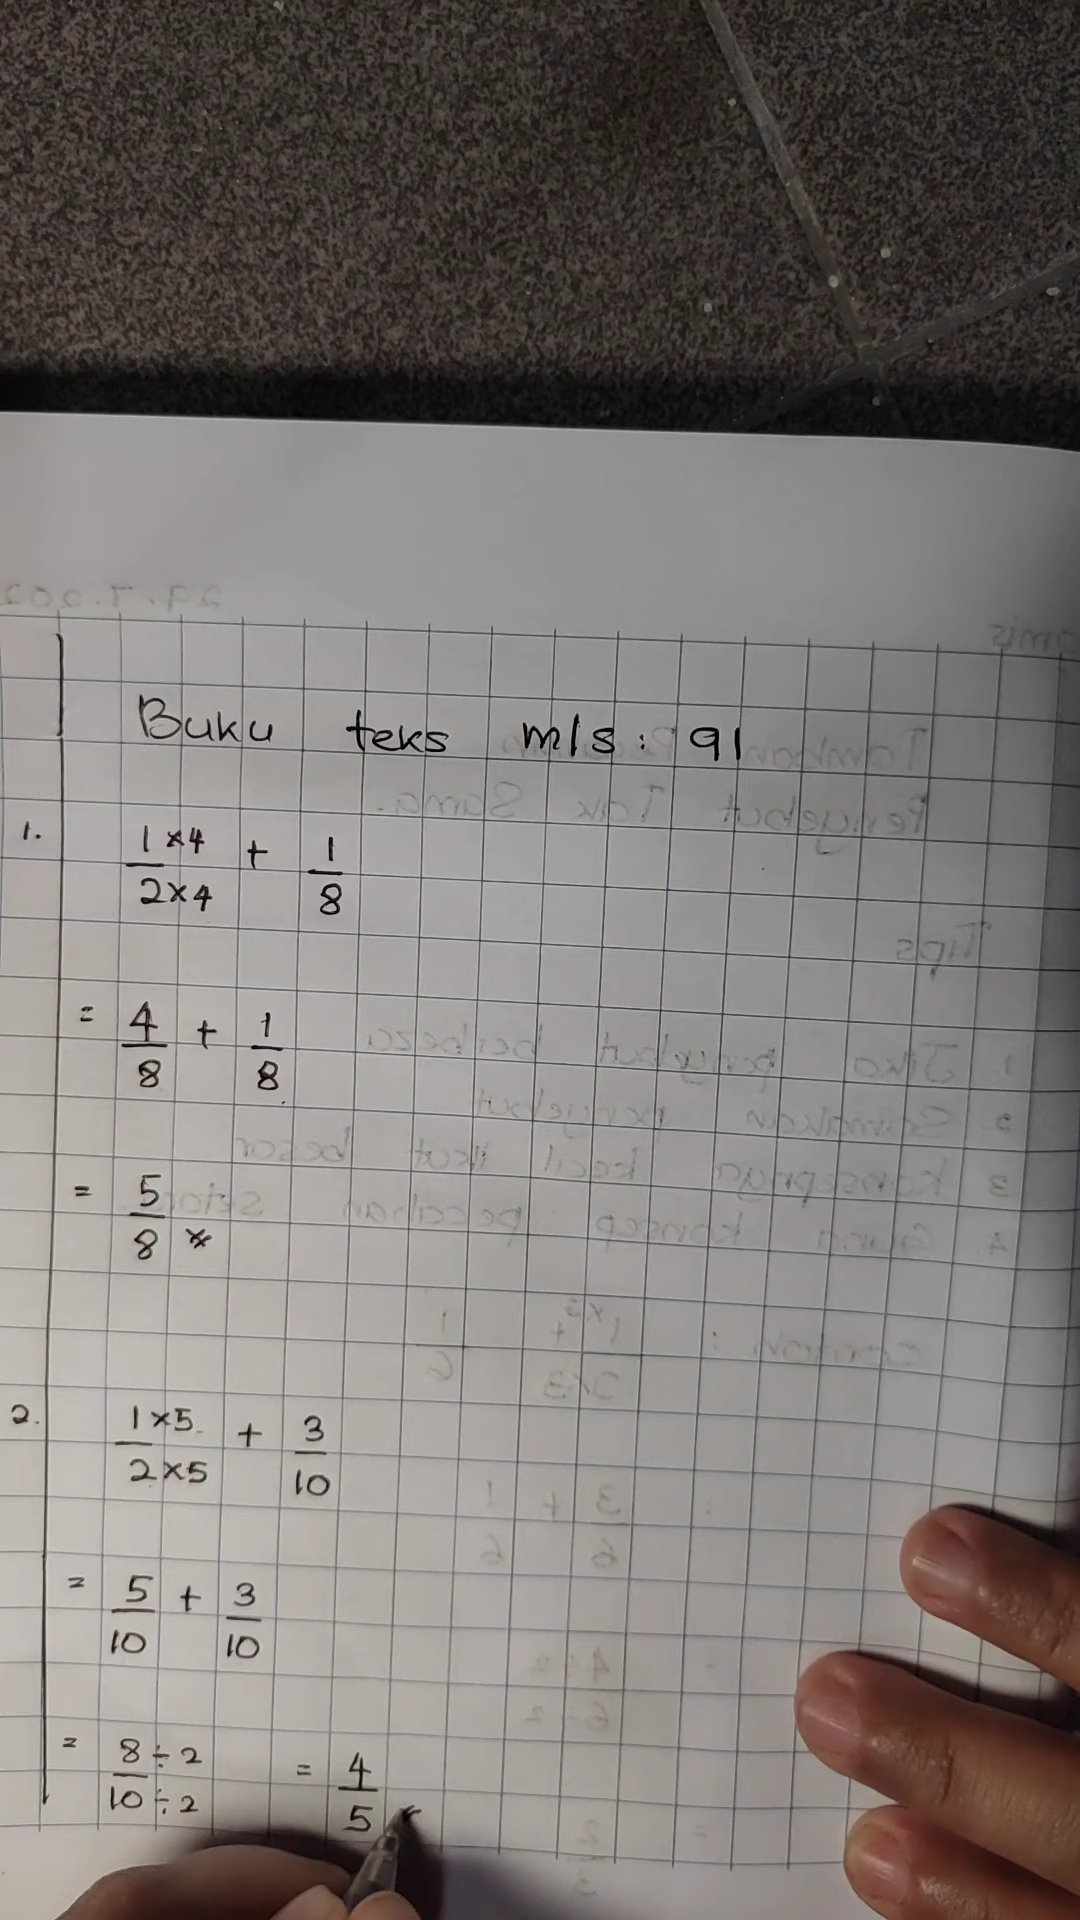 Buku teks m/s: 91
1. 1 ×4 + 1
2 ×4 8
= 4 + 1
8 8
= 5
8
2. 1 ×5 + 3
2 ×5 10
= 5 + 3
10 10
= 8 ÷ 2 = 4
10 ÷ 2 5